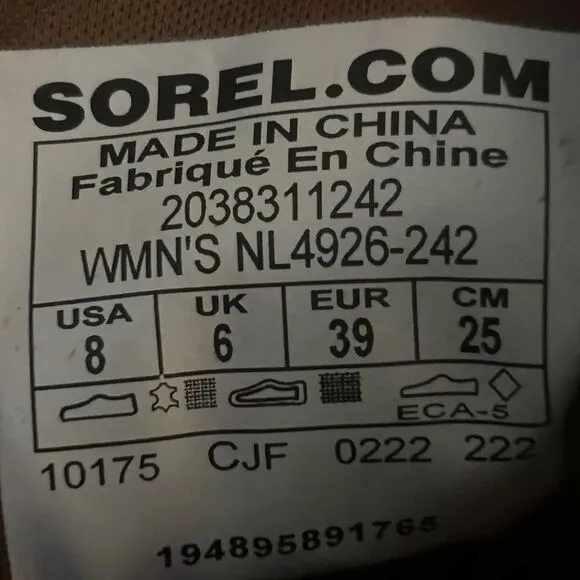 SOREL.COM
MADE IN CHINA
Fabriqué En Chine
2038311242
WMN'S NL4926-242
USA UK EUR CM
8 6 39 25
ECA-5
10175 CJF 0222 222
194895891765